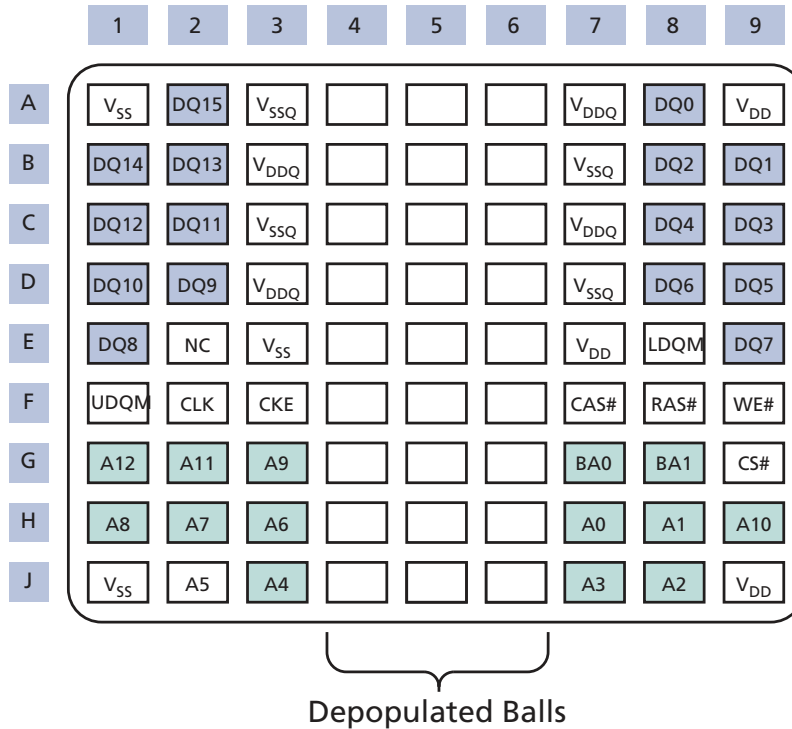 1 2 3 4 5 6 7 8 9
A VSS DQ15 VSSQ VDDQ DQ0 VDD
B DQ14 DQ13 VDDQ VSSQ DQ2 DQ1
C DQ12 DQ11 VSSQ VDDQ DQ4 DQ3
D DQ10 DQ9 VDDQ VSSQ DQ6 DQ5
E DQ8 NC VSS VDD LDQM DQ7
F UDQM CLK CKE CAS# RAS# WE#
G A12 A11 A9 BA0 BA1 CS#
H A8 A7 A6 A0 A1 A10
J VSS A5 A4 A3 A2 VDD
Depopulated Balls